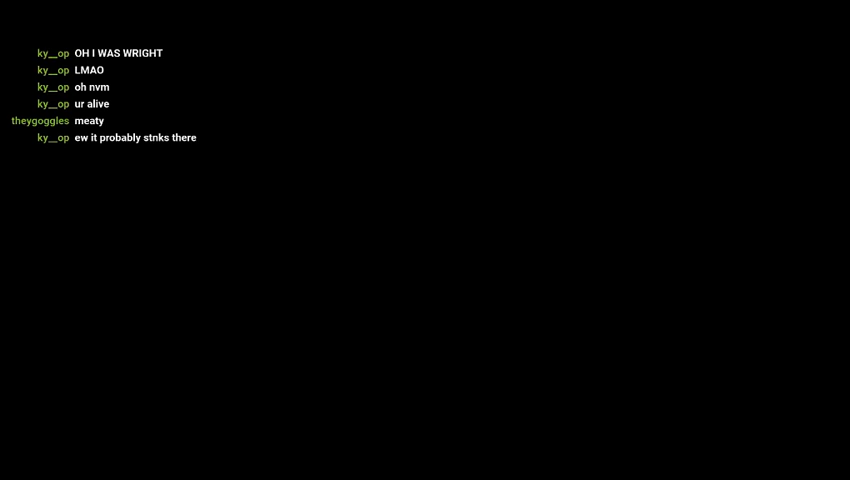 ky__op OH I WAS WRIGHT
ky__op LMAO
ky__op oh nvm
ky__op ur alive
theygoggles meaty
ky__op ew it probably stnks there